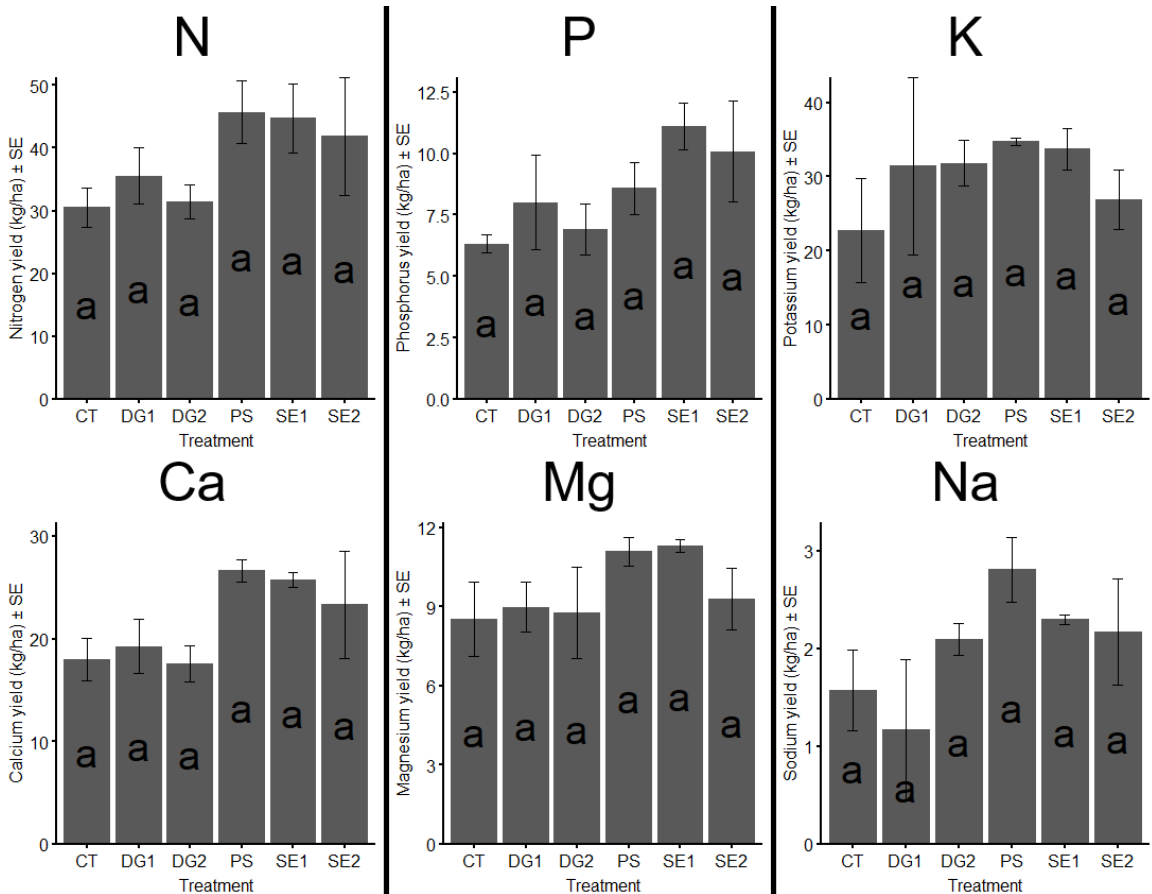 N
Nitrogen yield (kg/ha) ± SE
50
40
30
20
10
0
a a a a a a
CT DG1 DG2 PS SE1 SE2
Treatment
P
Phosphorus yield (kg/ha) ± SE
12.5
10.0
7.5
5.0
2.5
0.0
a a a a a a
CT DG1 DG2 PS SE1 SE2
Treatment
K
Potassium yield (kg/ha) ± SE
40
30
20
10
0
a a a a a a
CT DG1 DG2 PS SE1 SE2
Treatment
Ca
Calcium yield (kg/ha) ± SE
30
20
10
0
a a a a a a
CT DG1 DG2 PS SE1 SE2
Treatment
Mg
Magnesium yield (kg/ha) ± SE
12
9
6
3
0
a a a a a a
CT DG1 DG2 PS SE1 SE2
Treatment
Na
Sodium yield (kg/ha) ± SE
3
2
1
0
a a a a a a
CT DG1 DG2 PS SE1 SE2
Treatment